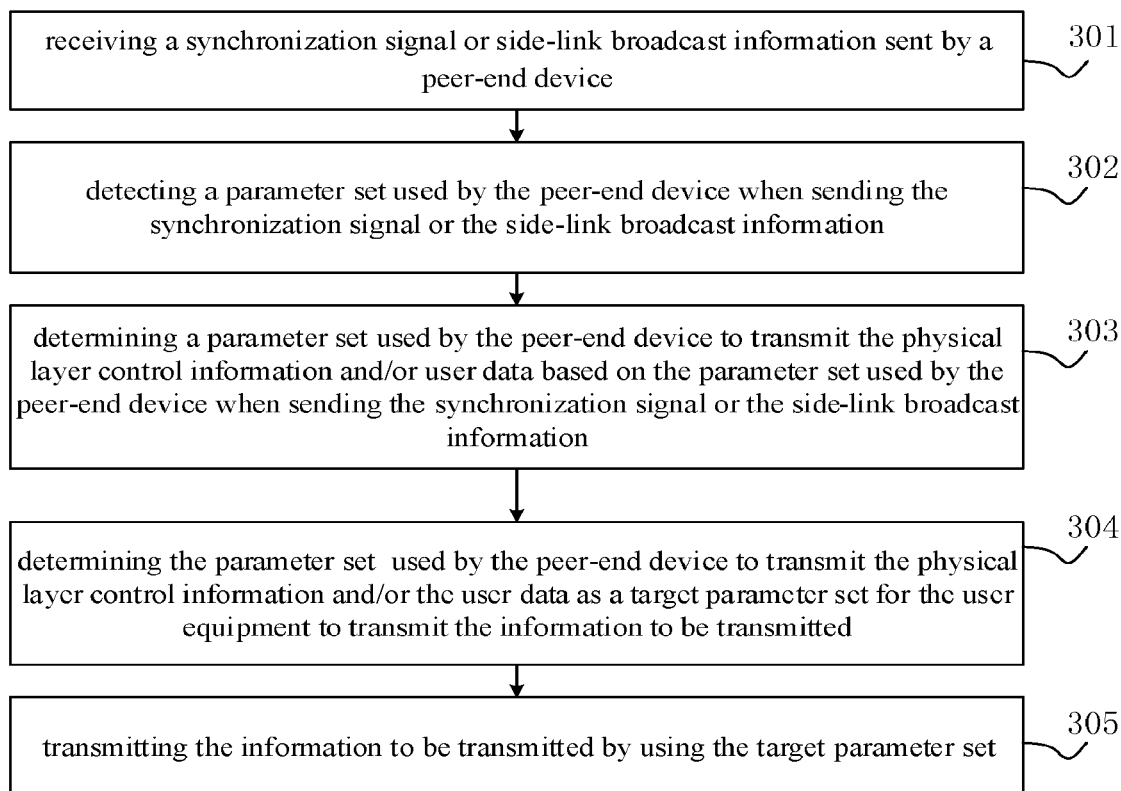 receiving a synchronization signal or side-link broadcast information sent by a
peer-end device
301
detecting a parameter set used by the peer-end device when sending the
synchronization signal or the side-link broadcast information
302
determining a parameter set used by the peer-end device to transmit the physical
layer control information and/or user data based on the parameter set used by the
peer-end device when sending the synchronization signal or the side-link broadcast
information
303
determining the parameter set used by the peer-end device to transmit the physical
layer control information and/or the user data as a target parameter set for the user
equipment to transmit the information to be transmitted
304
transmitting the information to be transmitted by using the target parameter set
305